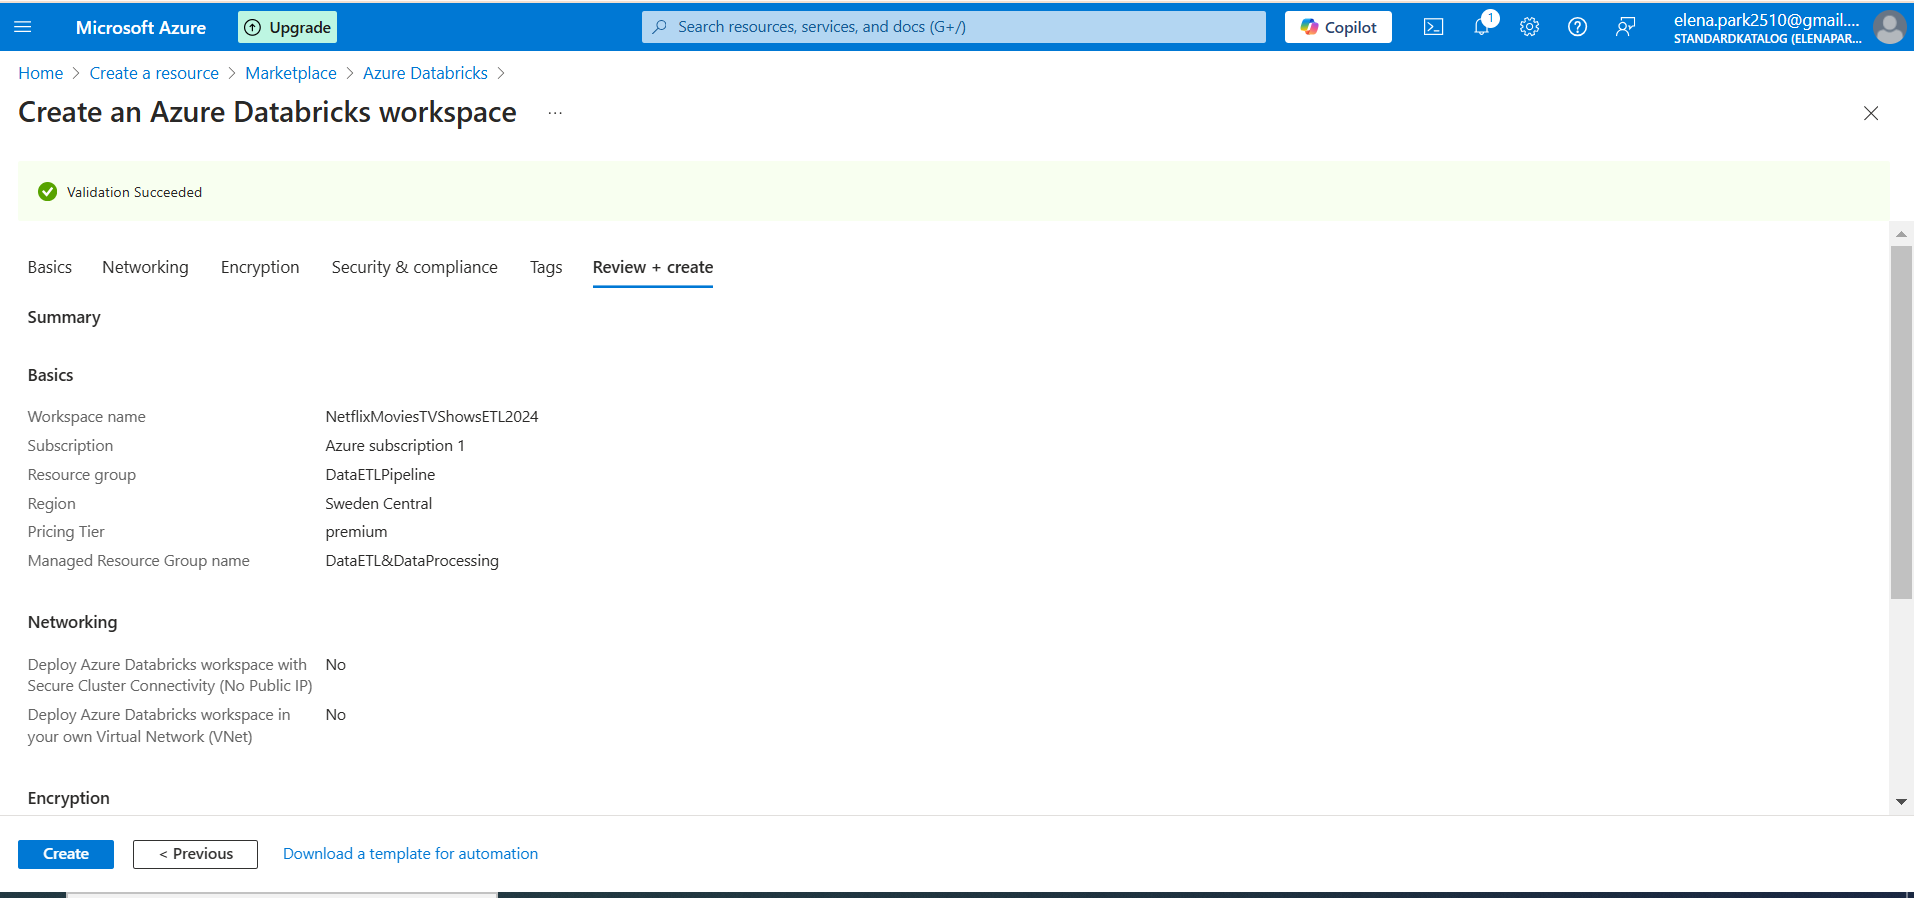 Microsoft Azure
Upgrade
Search resources, services, and docs (G+/)
Copilot
1
elena.park2510@gmail....
STANDARDKATALOG (ELENAPAR...
Home > Create a resource > Marketplace > Azure Databricks >
Create an Azure Databricks workspace ...
Validation Succeeded
Basics Networking Encryption Security & compliance Tags Review + create
Summary
Basics
Workspace name NetflixMoviesTVShowsETL2024
Subscription Azure subscription 1
Resource group DataETLPipeline
Region Sweden Central
Pricing Tier premium
Managed Resource Group name DataETL&DataProcessing
Networking
Deploy Azure Databricks workspace with No
Secure Cluster Connectivity (No Public IP)
Deploy Azure Databricks workspace in No
your own Virtual Network (VNet)
Encryption
Create
< Previous
Download a template for automation